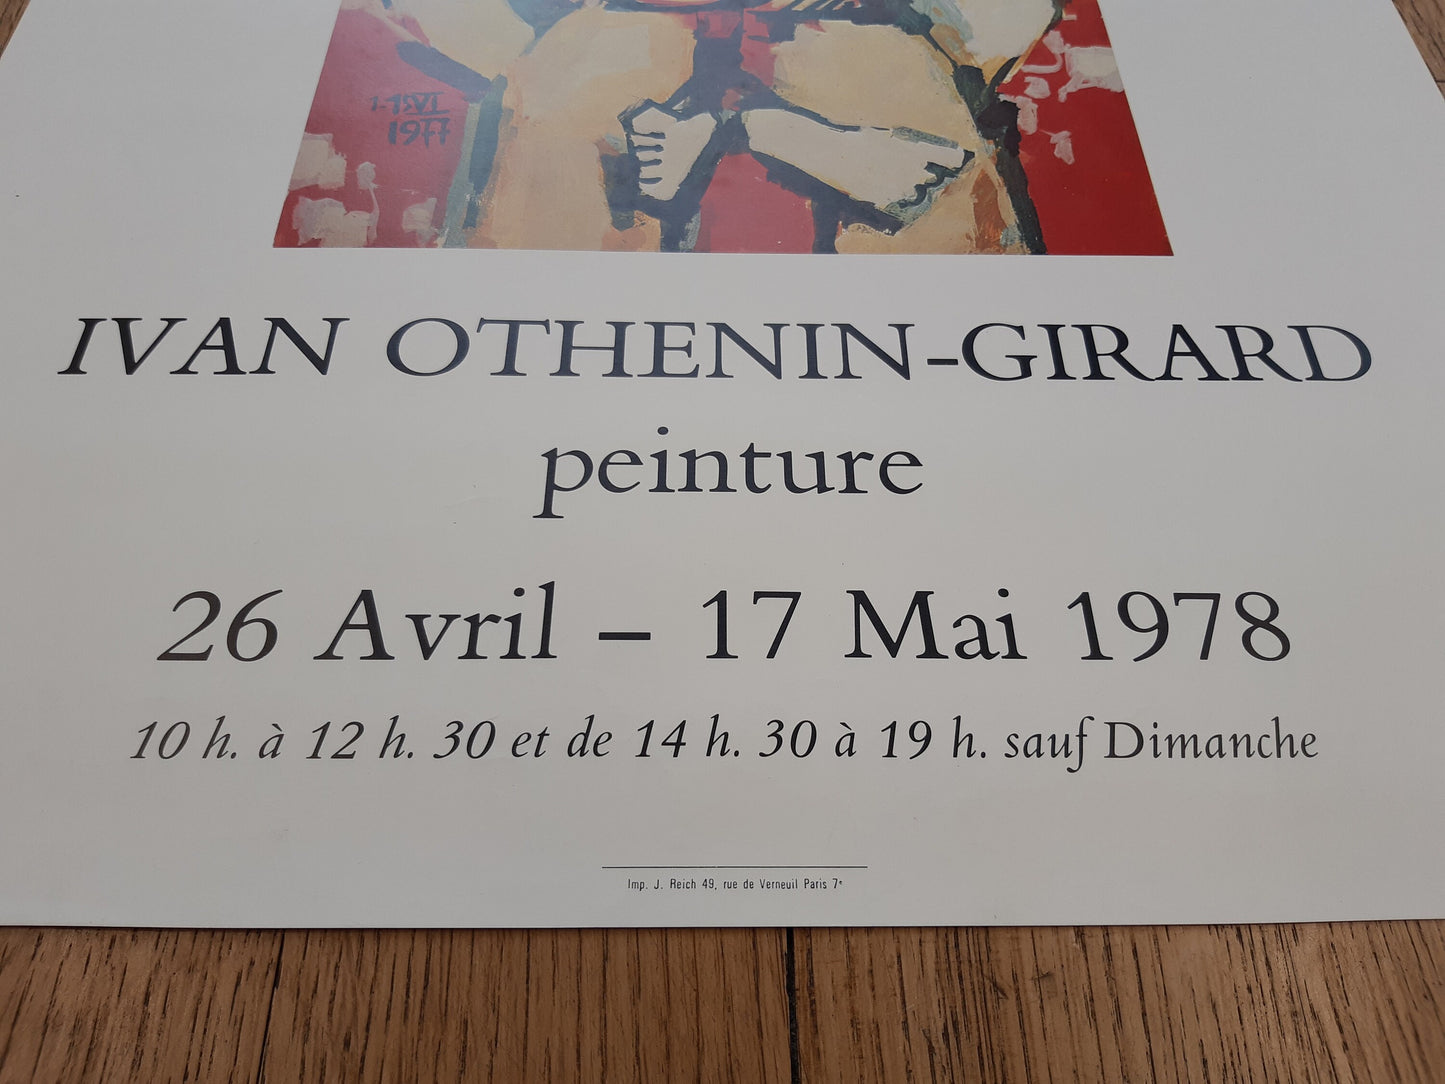 1977
IVAN OTHENIN-GIRARD
peinture
26 Avril – 17 Mai 1978
10 h. à 12 h. 30 et de 14 h. 30 à 19 h. sauf Dimanche
Imp. J. Reich 49, rue de Verneuil Paris 7e